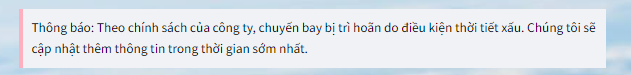 Thông báo: Theo chính sách của công ty, chuyến bay bị trì hoãn do điều kiện thời tiết xấu. Chúng tôi sẽ
cập nhật thêm thông tin trong thời gian sớm nhất.